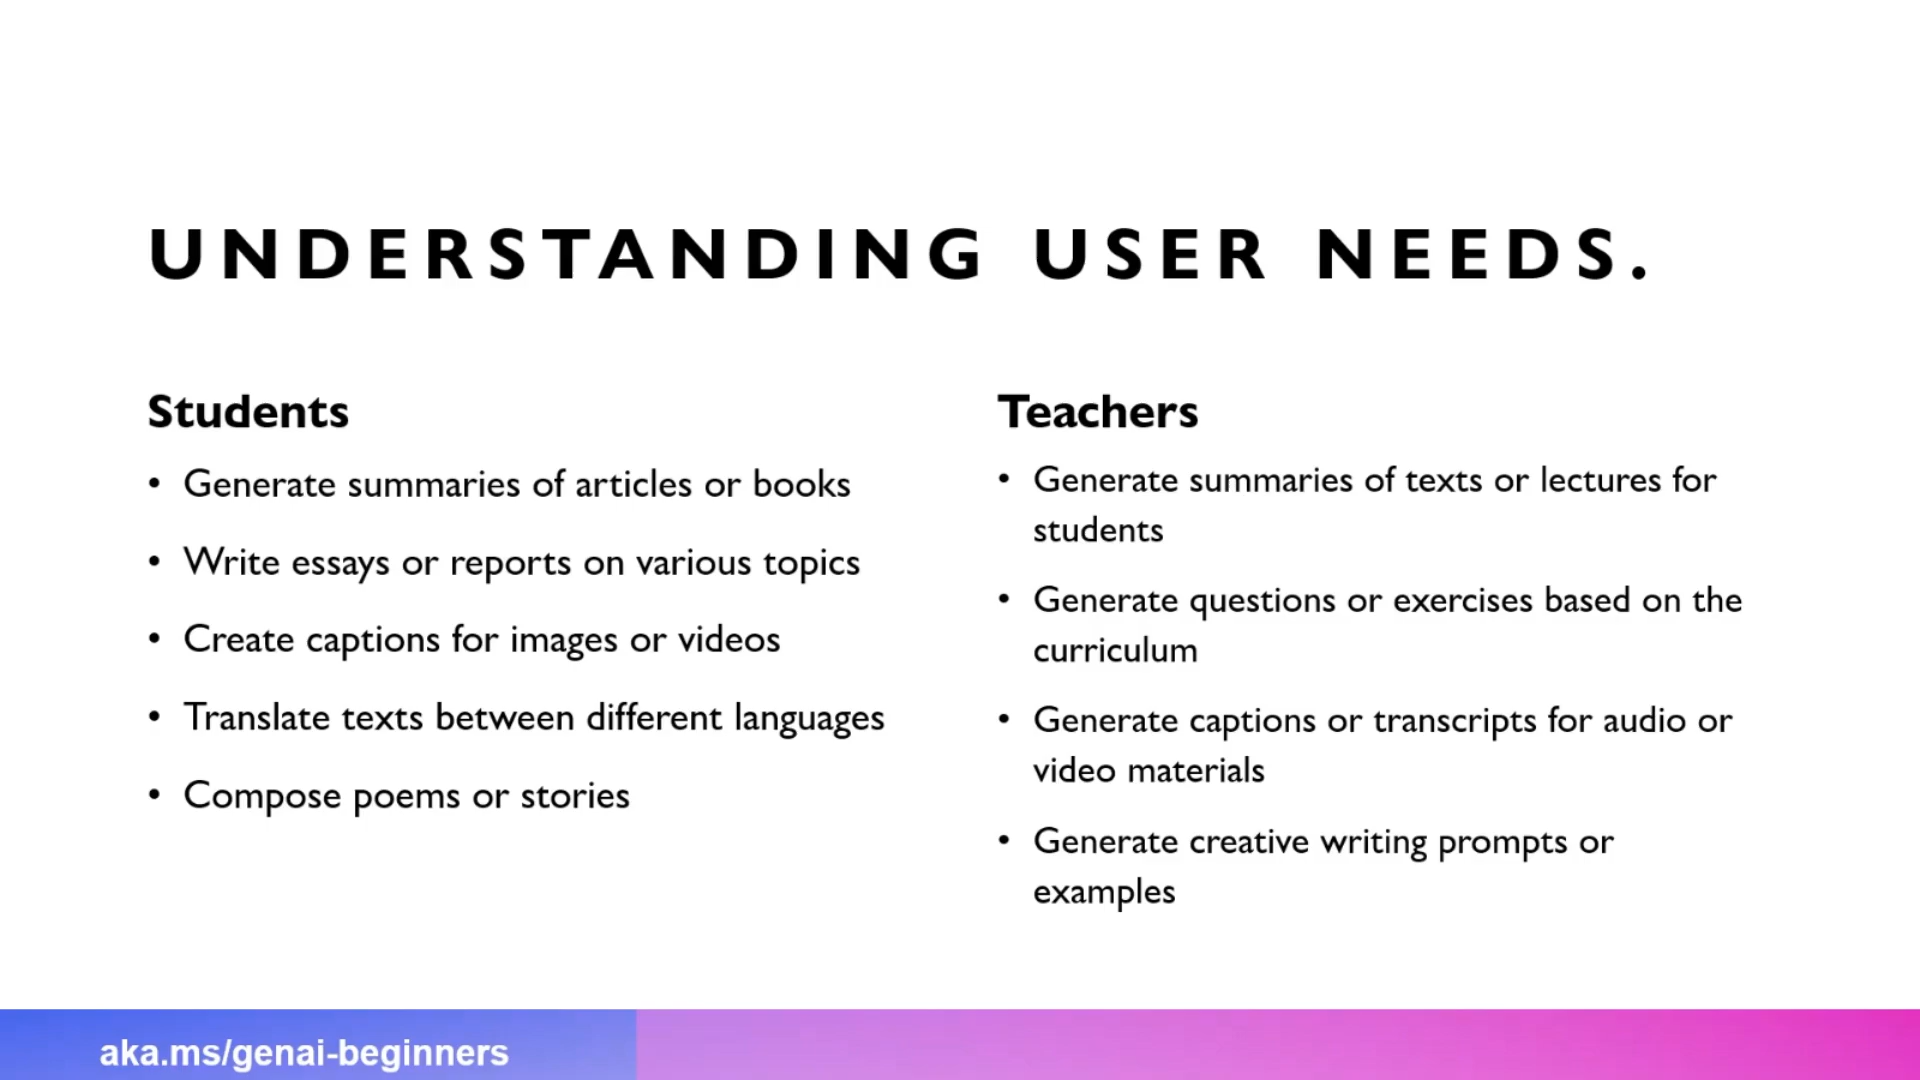 UNDERSTANDING USER NEEDS.
Students
• Generate summaries of articles or books
• Write essays or reports on various topics
• Create captions for images or videos
• Translate texts between different languages
• Compose poems or stories
Teachers
• Generate summaries of texts or lectures for
students
• Generate questions or exercises based on the
curriculum
• Generate captions or transcripts for audio or
video materials
• Generate creative writing prompts or
examples
aka.ms/genai-beginners